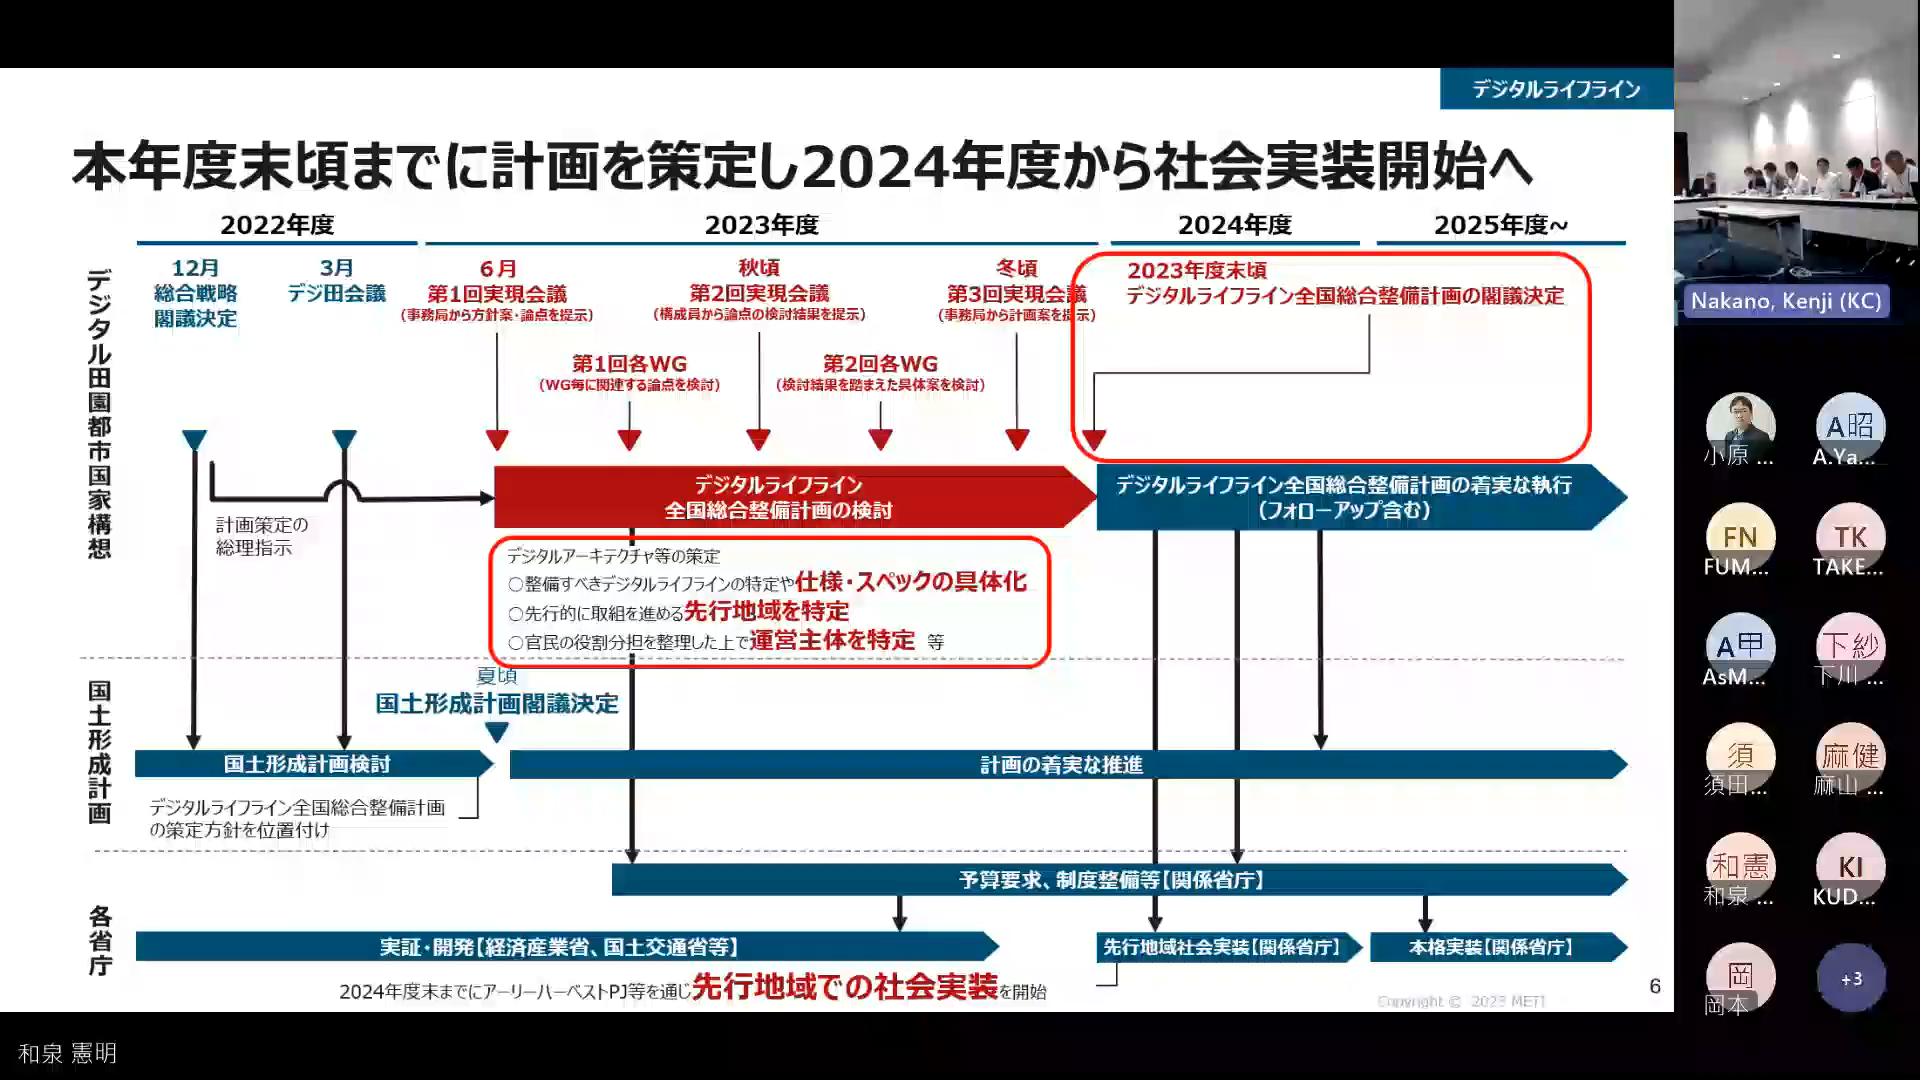 デジタルライフライン
本年度末頃までに計画を策定し2024年度から社会実装開始へ
2022年度
2023年度
2024年度
2025年度~
デジタル田園都市国家構想
12月
総合戦略
閣議決定
3月
デジ田会議
6月
第1回実現会議
（事務局から方針案・論点を提示）
秋頃
第2回実現会議
（構成員から論点の検討結果を提示）
冬頃
第3回実現会議
（事務局から計画案を提示）
2023年度末頃
デジタルライフライン全国総合整備計画の閣議決定
第1回各WG
（WG毎に関連する論点を検討）
第2回各WG
（検討結果を踏まえた具体案を検討）
計画策定の
総理指示
デジタルライフライン
全国総合整備計画の検討
デジタルライフライン全国総合整備計画の着実な執行
（フォローアップ含む）
デジタルアーキテクチャ等の策定
○整備すべきデジタルライフラインの特定や仕様・スペックの具体化
○先行的に取組を進める先行地域を特定
○官民の役割分担を整理した上で運営主体を特定 等
国土形成計画
夏頃
国土形成計画閣議決定
国土形成計画検討
計画の着実な推進
デジタルライフライン全国総合整備計画
の策定方針を位置付け
各省庁
予算要求、制度整備等【関係省庁】
実証・開発【経済産業省、国土交通省等】
先行地域社会実装【関係省庁】
本格実装【関係省庁】
2024年度末までにアーリーハーベストPJ等を通じ先行地域での社会実装を開始
Copyright © 2023 METI
6
Nakano, Kenji (KC)
小原 ...
A昭
A.Ya...
FN
FUM...
TK
TAKE...
A甲
AsM...
下紗
下川 ...
須
須田...
麻健
麻山 ...
和憲
和泉 ...
KI
KUD...
岡
岡本
+3
和泉 憲明